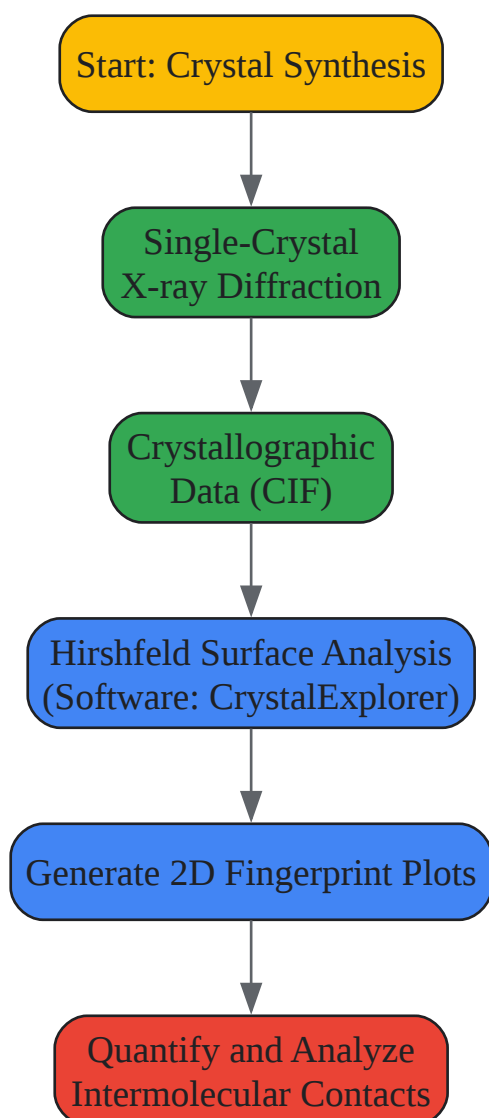 Start: Crystal Synthesis
Single-Crystal
X-ray Diffraction
Crystallographic
Data (CIF)
Hirshfeld Surface Analysis
(Software: CrystalExplorer)
Generate 2D Fingerprint Plots
Quantify and Analyze
Intermolecular Contacts